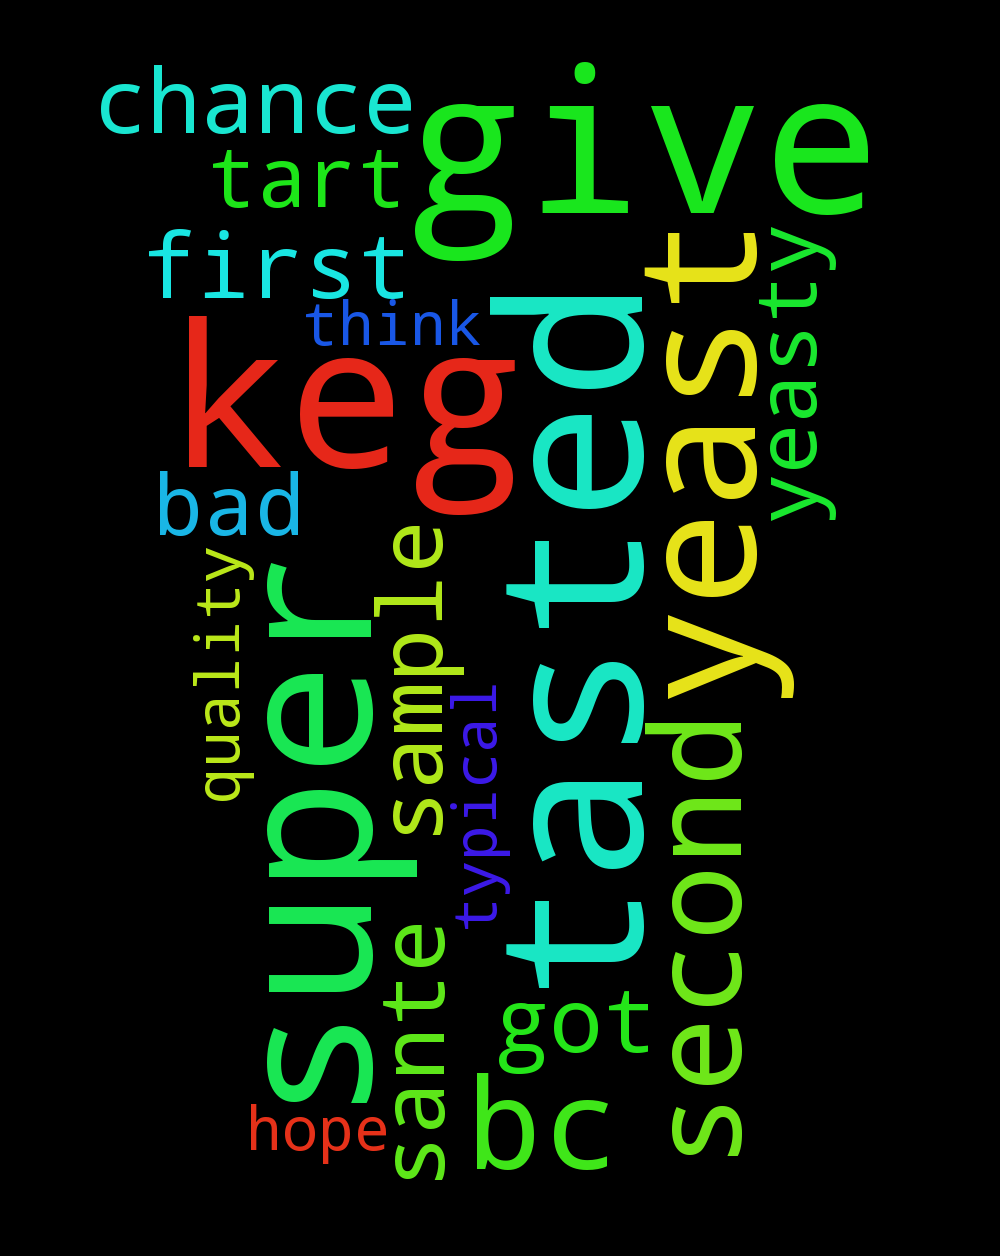 chance
give
tart
first
think
keg
tasted
yeast
yeasty
bad
quality
super
sample
typical
second
sante
got
bc
hope